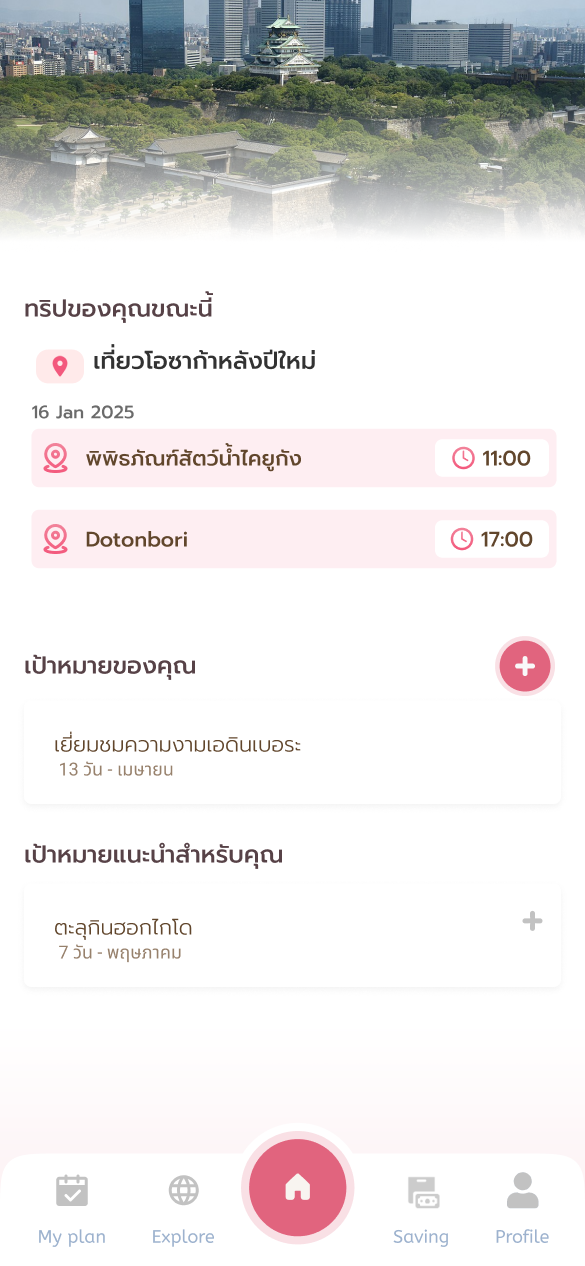 ทริปของคุณขณะนี้
เที่ยวโอซาก้าหลังปีใหม่
16 Jan 2025
พิพิธภัณฑ์สัตว์น้ำไคยูกัง 11:00
Dotonbori 17:00
เป้าหมายของคุณ
เยี่ยมชมความงามเอดินเบอระ
13 วัน - เมษายน
เป้าหมายแนะนำสำหรับคุณ
ตะลุกินฮอกไกโด
7 วัน - พฤษภาคม
My plan Explore Saving Profile